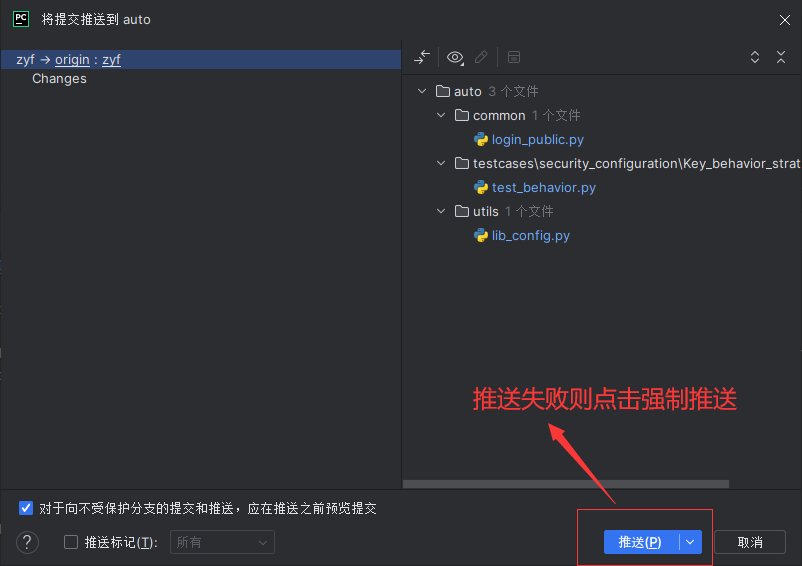 PC 将提交推送到 auto
zyf → origin : zyf
Changes
auto 3 个文件
common 1 个文件
login_public.py
testcases\security_configuration\Key_behavior_strat
test_behavior.py
utils 1 个文件
lib_config.py
推送失败则点击强制推送
对于向不受保护分支的提交和推送，应在推送之前预览提交
? 推送标记(T): 所有 推送(P) 取消